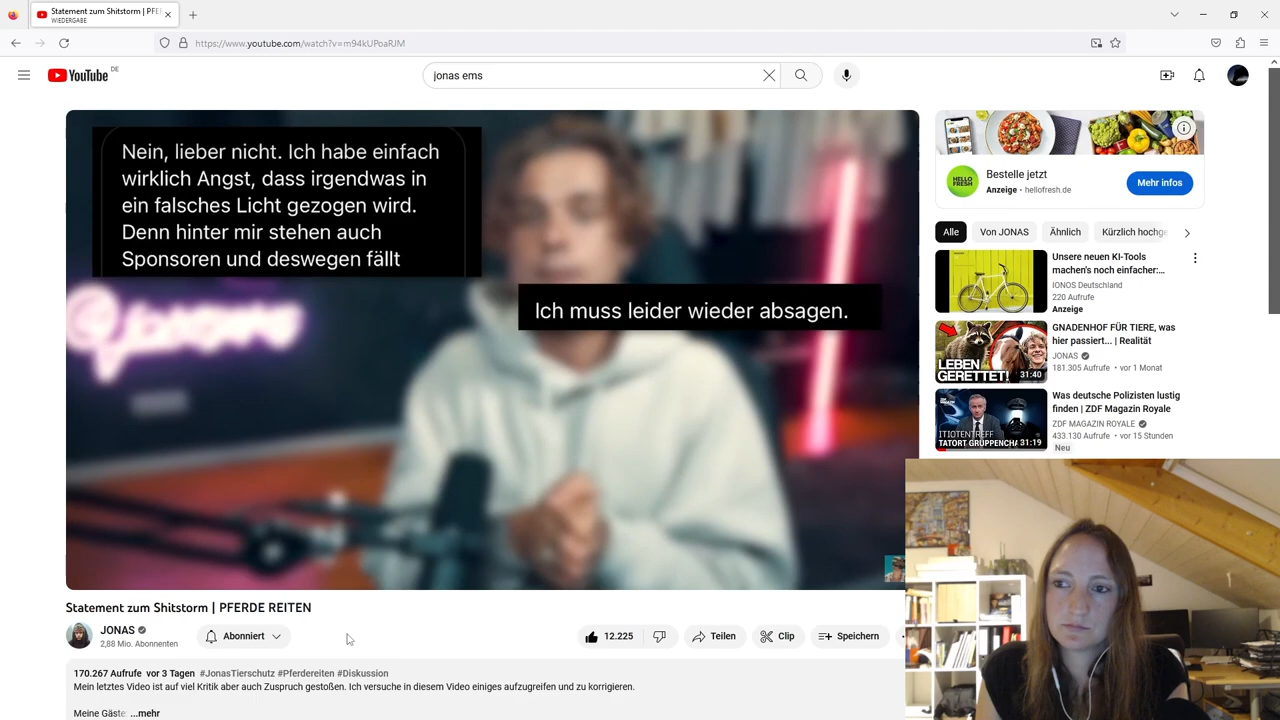 Statement zum Shitstorm | PFE
WIEDERGABE
https://www.youtube.com/watch?v=m94kUPoaRJM
YouTube DE
jonas ems
Nein, lieber nicht. Ich habe einfach
wirklich Angst, dass irgendwas in
ein falsches Licht gezogen wird.
Denn hinter mir stehen auch
Sponsoren und deswegen fällt
Ich muss leider wieder absagen.
Statement zum Shitstorm | PFERDE REITEN
JONAS
2,88 Mio. Abonnenten
Abonniert
12.225
Teilen
Clip
Speichern
170.267 Aufrufe vor 3 Tagen #JonasTierschutz #Pferdereiten #Diskussion
Mein letztes Video ist auf viel Kritik aber auch Zuspruch gestoßen. Ich versuche in diesem Video einiges aufzugreifen und zu korrigieren.
Meine Gäste: ...mehr
HELLO
FRESH
Bestelle jetzt
Anzeige • hellofresh.de
Mehr infos
Alle
Von JONAS
Ähnlich
Kürzlich hochge
Unsere neuen KI-Tools
machen's noch einfacher:...
IONOS Deutschland
220 Aufrufe
Anzeige
LEBEN
GERETTET!
31:40
GNADENHOF FÜR TIERE, was
hier passiert... | Realität
JONAS
181.305 Aufrufe • vor 1 Monat
TATORT GRUPPENCHA
31:19
Was deutsche Polizisten lustig
finden | ZDF Magazin Royale
ZDF MAGAZIN ROYALE
433.130 Aufrufe • vor 15 Stunden
Neu